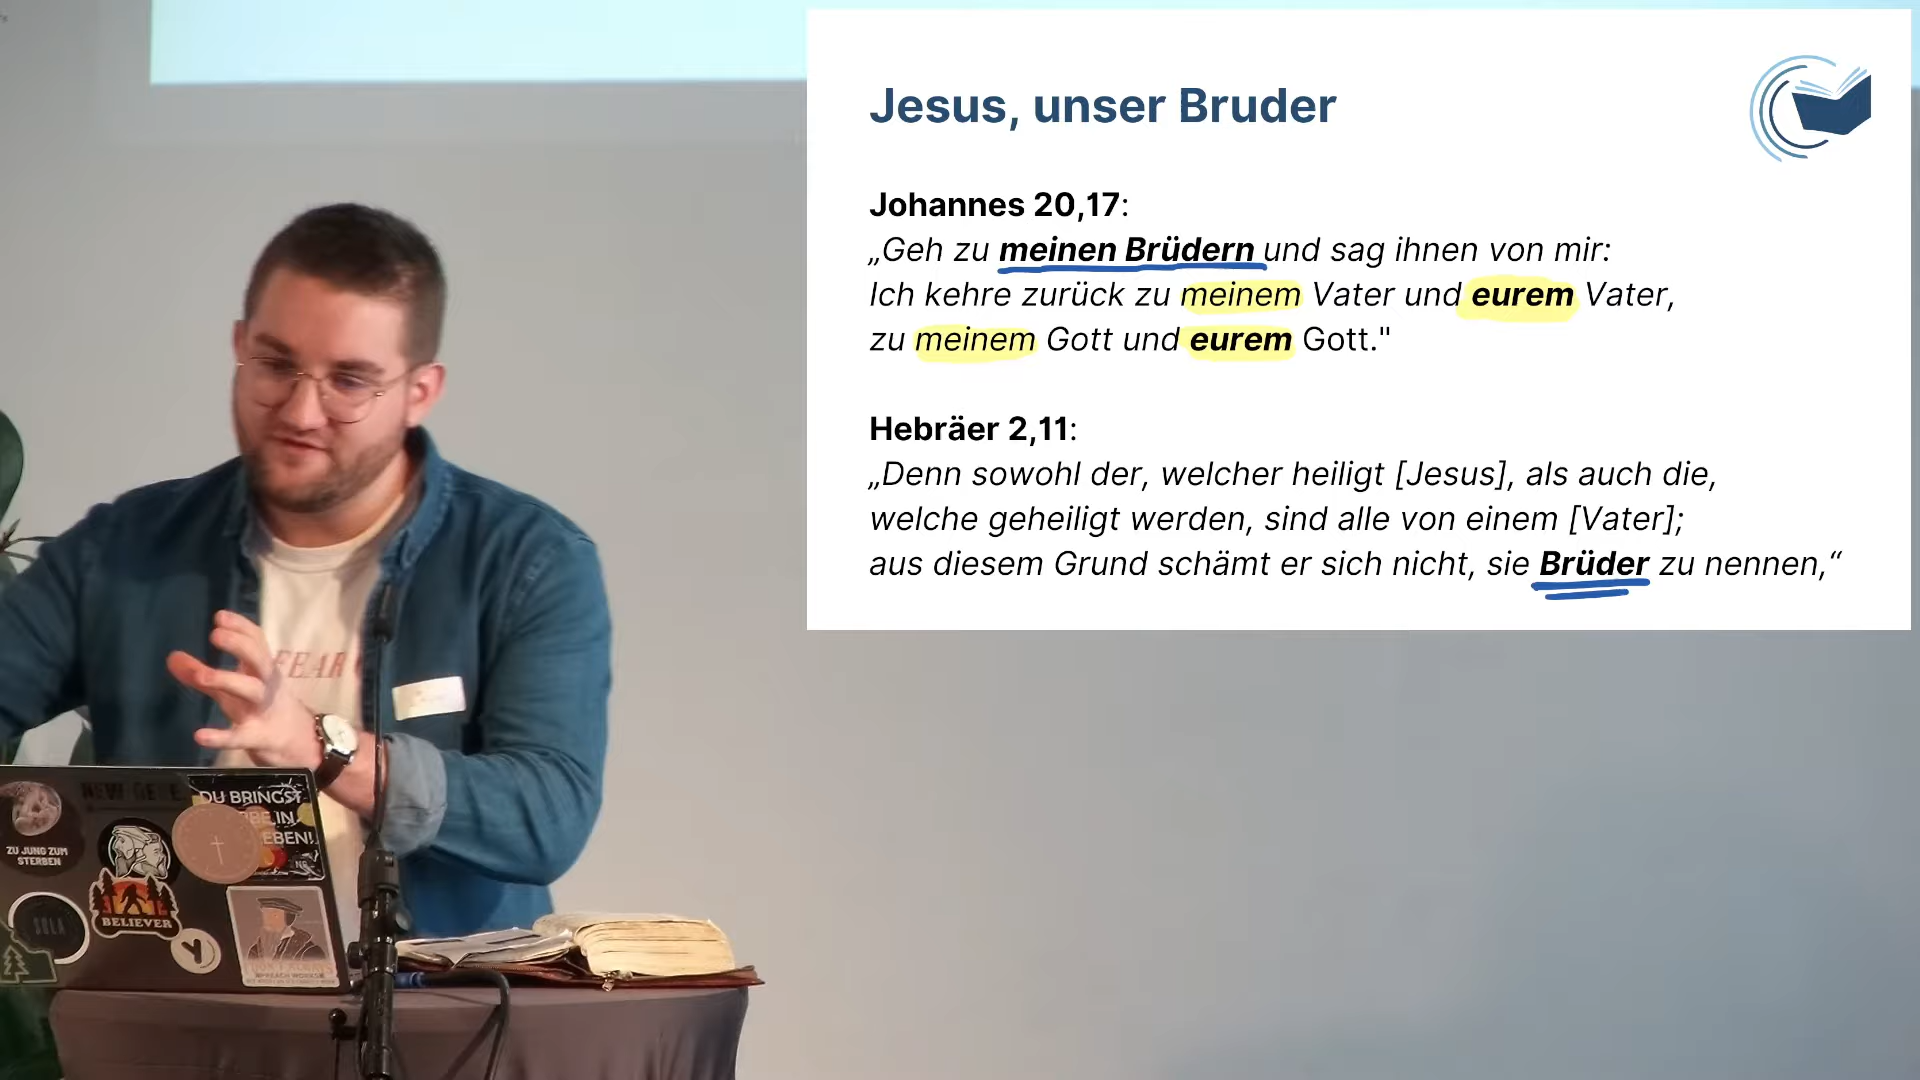 Jesus, unser Bruder
Johannes 20,17:
„Geh zu meinen Brüdern und sag ihnen von mir:
Ich kehre zurück zu meinem Vater und eurem Vater,
zu meinem Gott und eurem Gott."
Hebräer 2,11:
„Denn sowohl der, welcher heiligt [Jesus], als auch die,
welche geheiligt werden, sind alle von einem [Vater];
aus diesem Grund schämt er sich nicht, sie Brüder zu nennen,“
FEAR
DU BRINGST
IN
EBEN!
ZU JUNG ZUM
STERBEN
BELIEVER
SOLA
Y